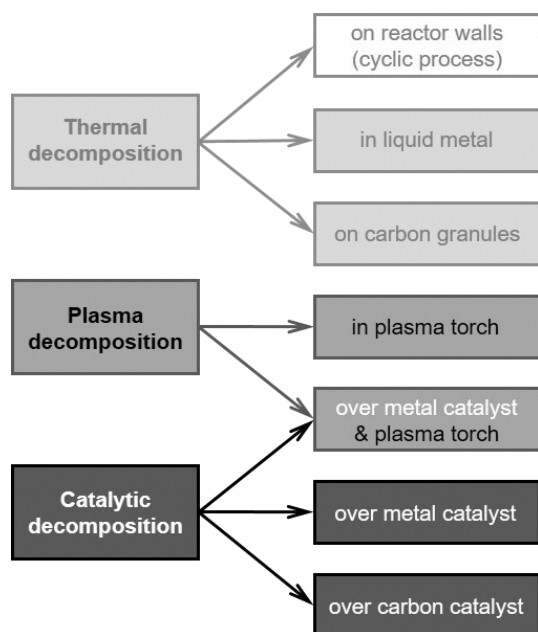 on reactor walls
(cyclic process)
Thermal
decomposition
in liquid metal
on carbon granules
Plasma
decomposition
in plasma torch
over metal catalyst
& plasma torch
Catalytic
decomposition
over metal catalyst
over carbon catalyst